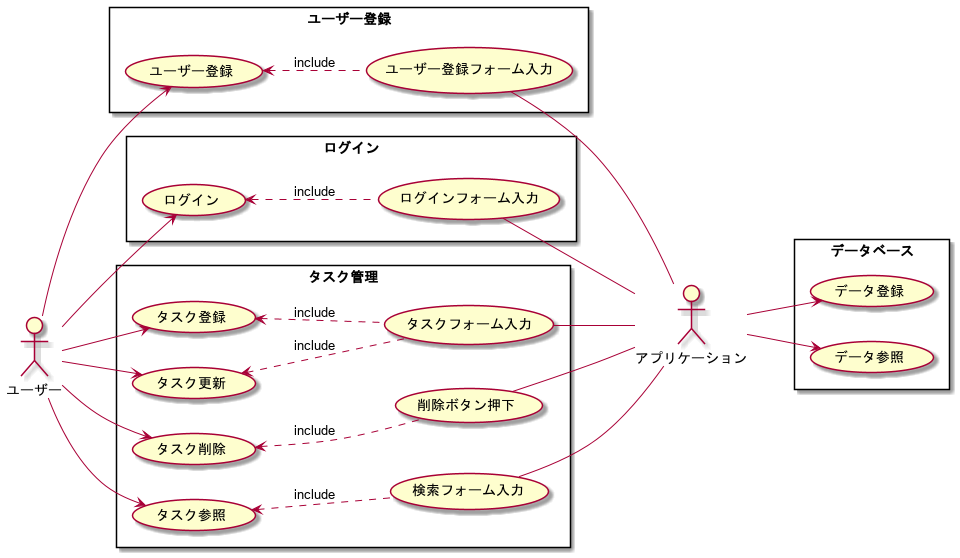 ユーザー登録
ユーザー登録
include
ユーザー登録フォーム入力
ログイン
ログイン
include
ログインフォーム入力
タスク管理
タスク登録
include
タスクフォーム入力
include
タスク更新
削除ボタン押下
include
タスク削除
検索フォーム入力
include
タスク参照
ユーザー
アプリケーション
データベース
データ登録
データ参照